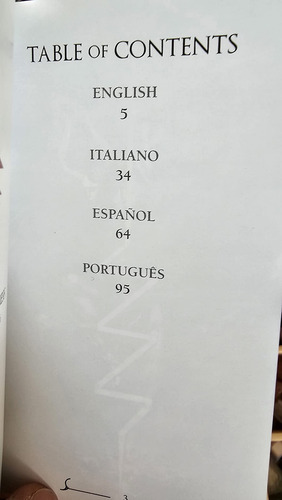 TABLE OF CONTENTS
ENGLISH
5
ITALIANO
34
ESPAÑOL
64
PORTUGUÊS
95
3